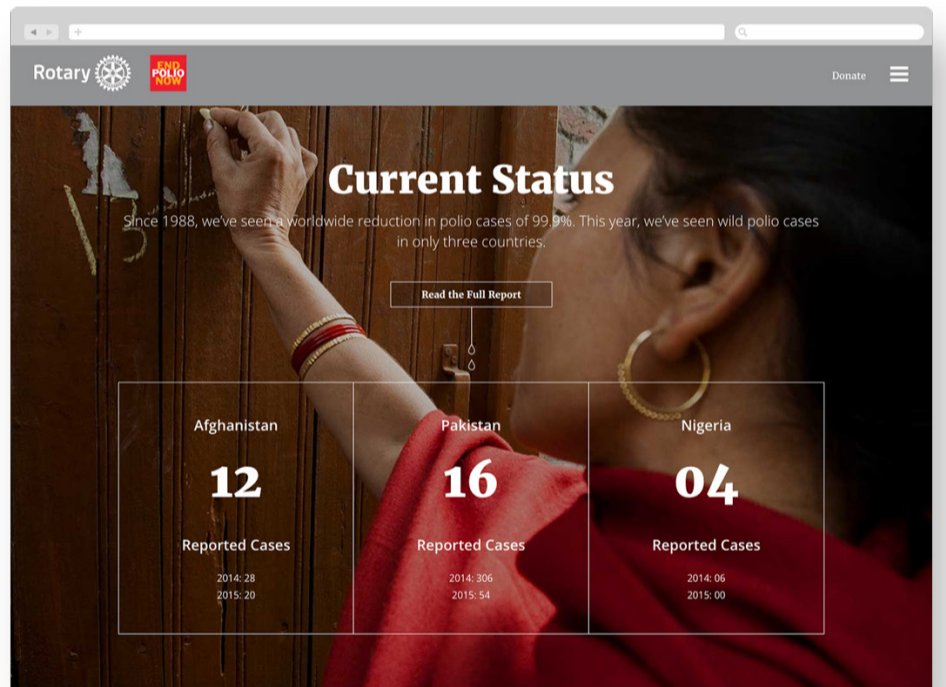 Rotary
END
POLIO
NOW
Donate
Current Status
Since 1988, we've seen a worldwide reduction in polio cases of 99.9%. This year, we've seen wild polio cases
in only three countries.
Read the Full Report
Afghanistan
12
Reported Cases
2014: 28
2015: 20
Pakistan
16
Reported Cases
2014: 306
2015: 54
Nigeria
04
Reported Cases
2014: 06
2015: 00